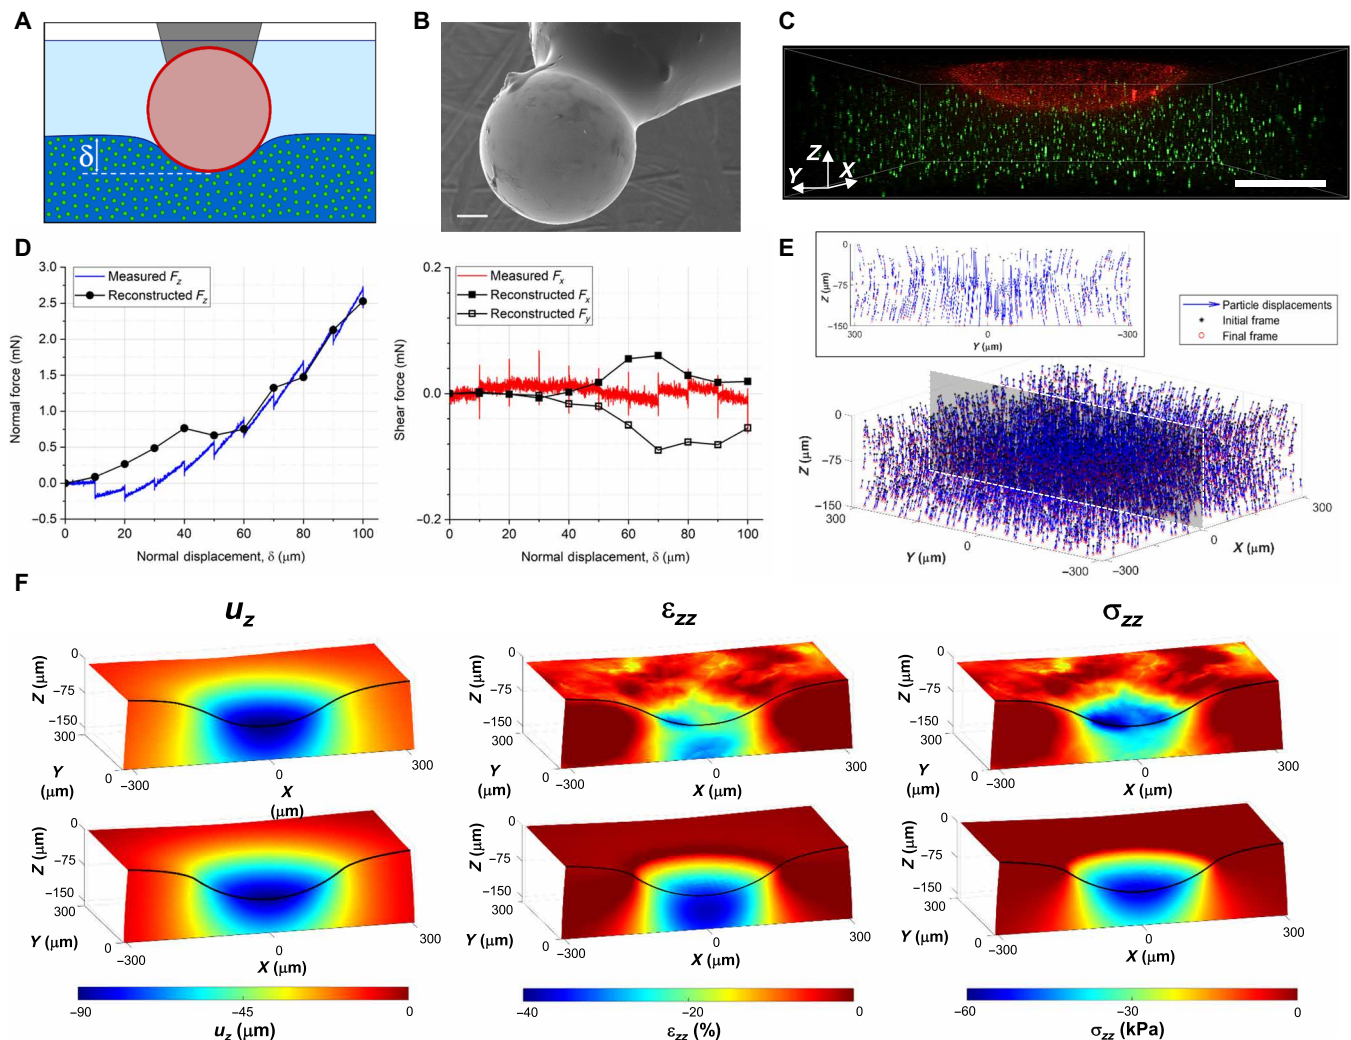 A
δ
B
C
Z
Y
X
D
3.0
2.5
2.0
1.5
1.0
0.5
0.0
−0.5
Normal force (mN)
Measured Fz
Reconstructed Fz
0
20
40
60
80
100
Normal displacement, δ (μm)
0.2
0.0
−0.2
Shear force (mN)
Measured Fx
Reconstructed Fx
Reconstructed Fy
0
20
40
60
80
100
Normal displacement, δ (μm)
E
0
−75
−150
Z (μm)
300
0
−300
Y (μm)
Particle displacements
Initial frame
Final frame
0
−75
−150
Z (μm)
300
0
−300
Y (μm)
−300
0
300
X (μm)
F
uz
εzz
σzz
0
−75
−150
300
Z (μm)
Y
(μm)
0
−300
0
300
X
(μm)
0
−75
−150
300
Z (μm)
Y
(μm)
0
−300
0
300
X (μm)
0
−75
−150
300
Z (μm)
Y
(μm)
0
−300
0
300
X (μm)
0
−75
−150
300
Z (μm)
Y (μm)
0
−300
0
300
X (μm)
0
−75
−150
300
Z (μm)
Y (μm)
0
−300
0
300
X (μm)
0
−75
−150
300
Z (μm)
Y (μm)
0
−300
0
300
X (μm)
−90
−45
0
uz (μm)
−40
−20
0
εzz (%)
−60
−30
0
σzz (kPa)